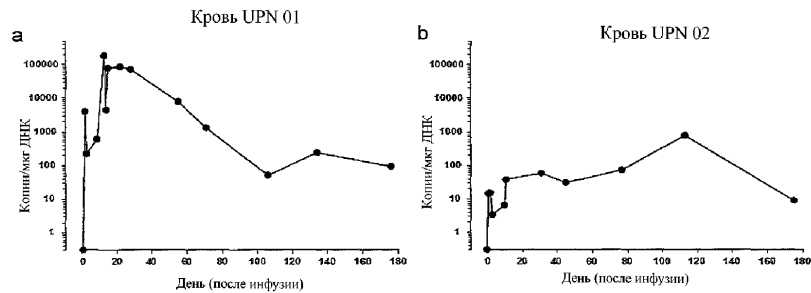 Кровь UPN 01
a
Копии/мкг ДНК
100000
10000
1000
100
10
1
0 20 40 60 80 100 120 140 160 180
День (после инфузии)
Кровь UPN 02
b
Копии/мкг ДНК
100000
10000
1000
100
10
1
0 20 40 60 80 100 120 140 160 180
День (после инфузии)